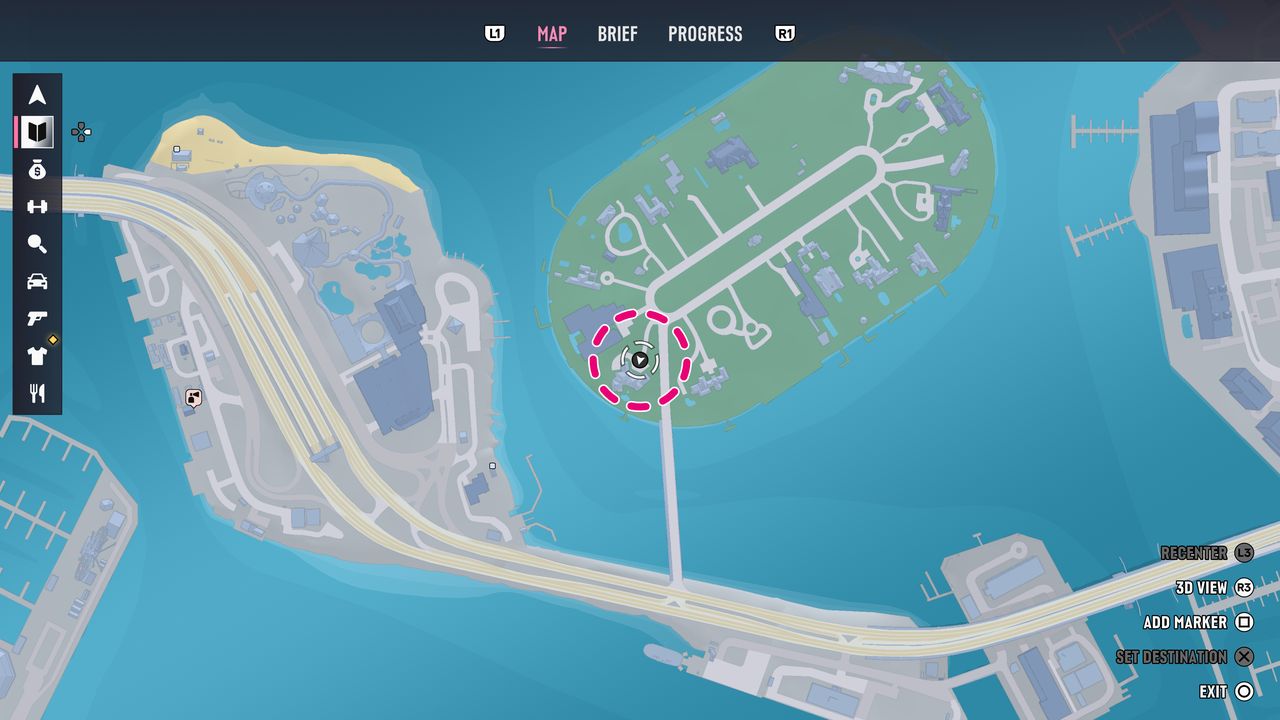 L1 MAP BRIEF PROGRESS R1
RECENTER L3
3D VIEW R3
ADD MARKER
SET DESTINATION
EXIT